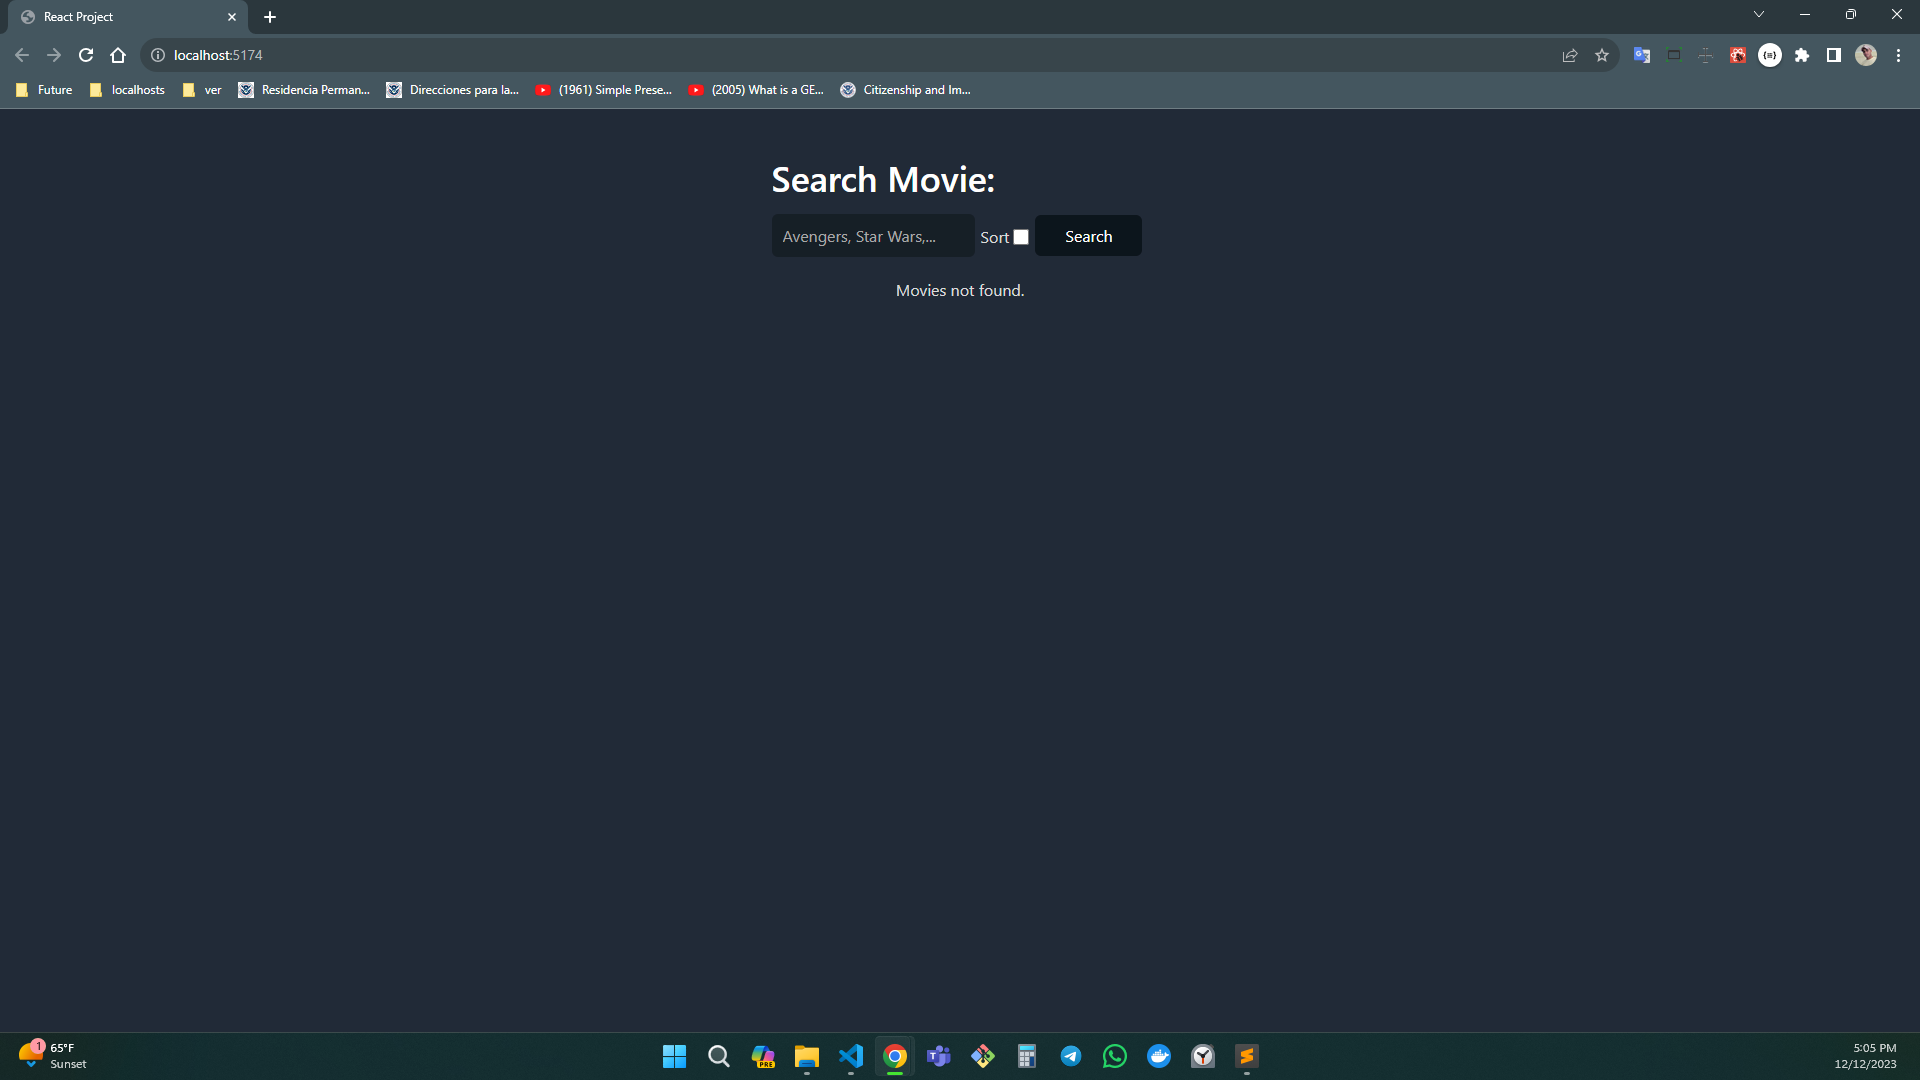 React Project
localhost:5174
Future
localhosts
ver
Residencia Perman...
Direcciones para la...
(1961) Simple Prese...
(2005) What is a GE...
Citizenship and Im...
Search Movie:
Avengers, Star Wars,...
Sort
Search
Movies not found.
1
65°F
Sunset
PRE
T
5:05 PM
12/12/2023